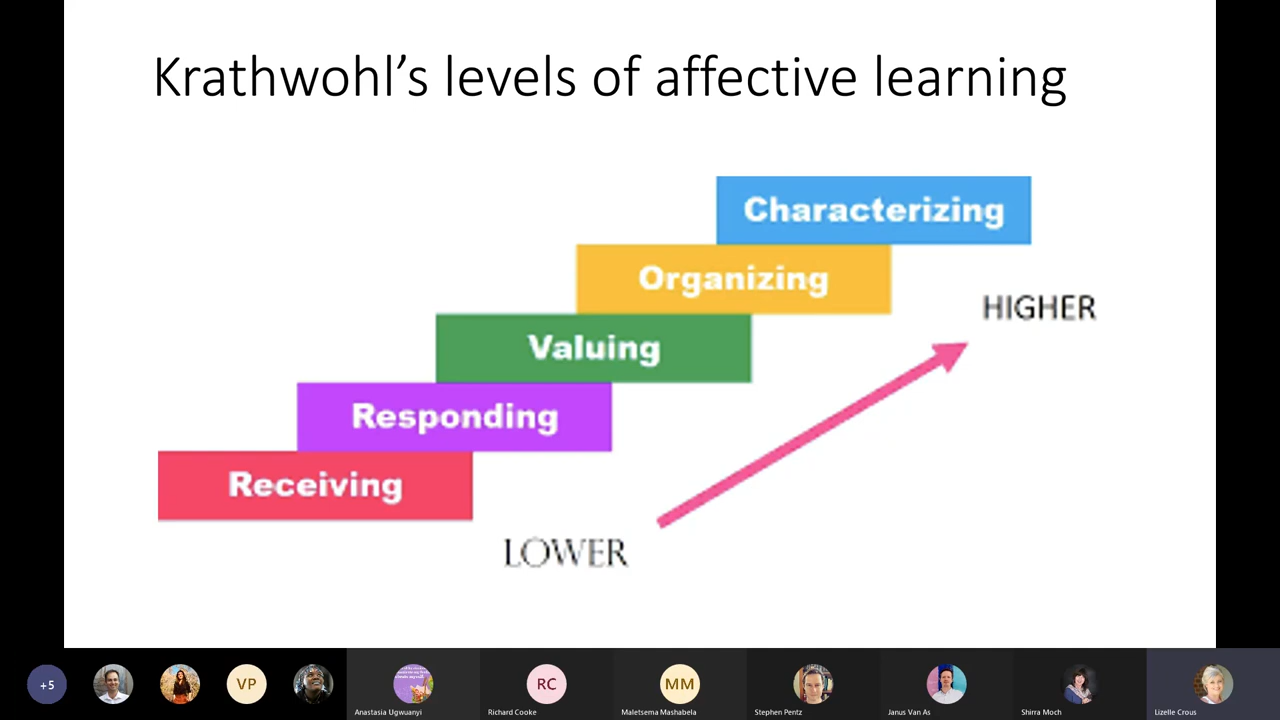 Krathwohl's levels of affective learning
Characterizing
Organizing
HIGHER
Valuing
Responding
Receiving
LOWER
+5
VP
RC
MM
Anastasia Ugwuanyi
Richard Cooke
Maletsema Mashabela
Stephen Pentz
Janus Van As
Shirra Moch
Lizelle Crous